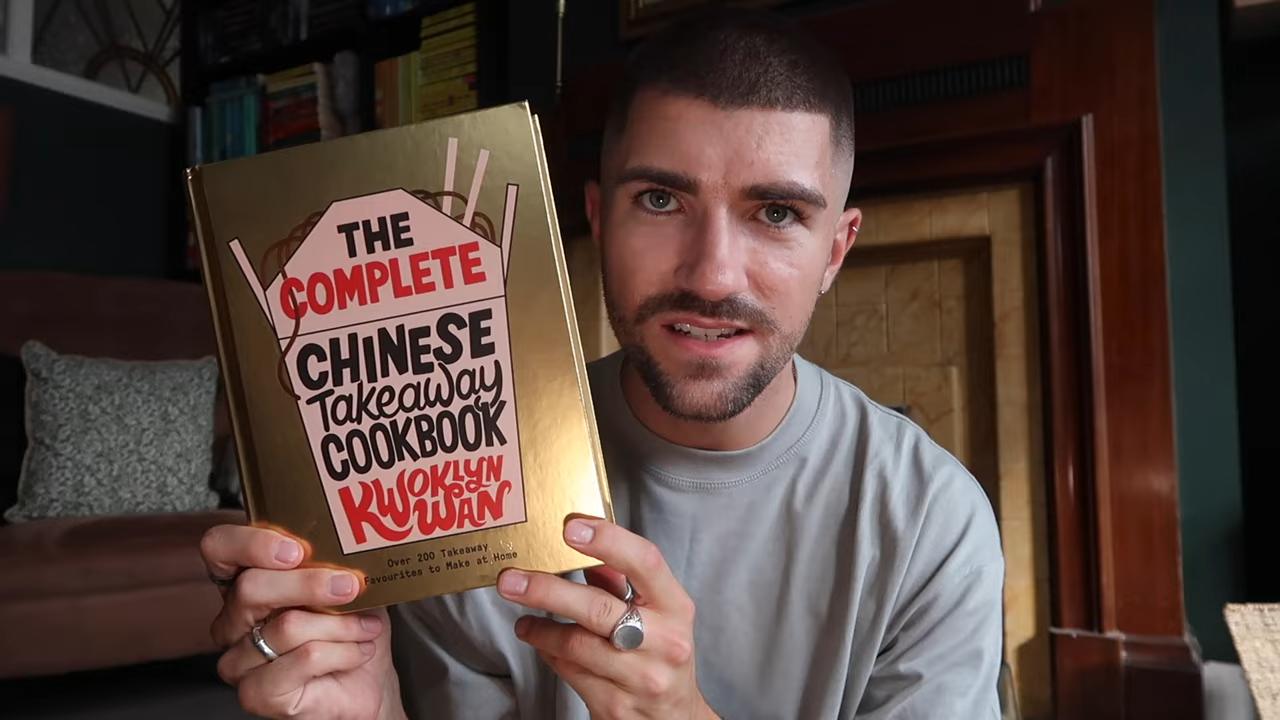 THE
COMPLETE
CHINESE
Takeaway
COOKBOOK
KWOKLYN
WAN
Over 200 Takeaway
Favourites to Make at Home